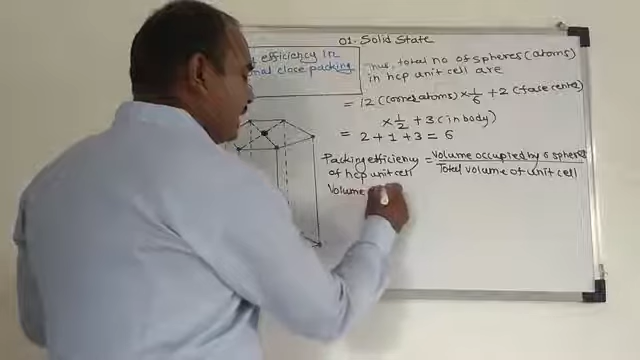 01. Solid State
efficiency in
close packing
Thus, total no of spheres (atoms)
in hcp unit cell are
= 12 (corner atoms) × 1/6 + 2 (face center)
× 1/2 + 3 (in body)
= 2 + 1 + 3 = 6
Packing efficiency = Volume occupied by 6 spheres
of hcp unit cell Total volume of unit cell
Volume